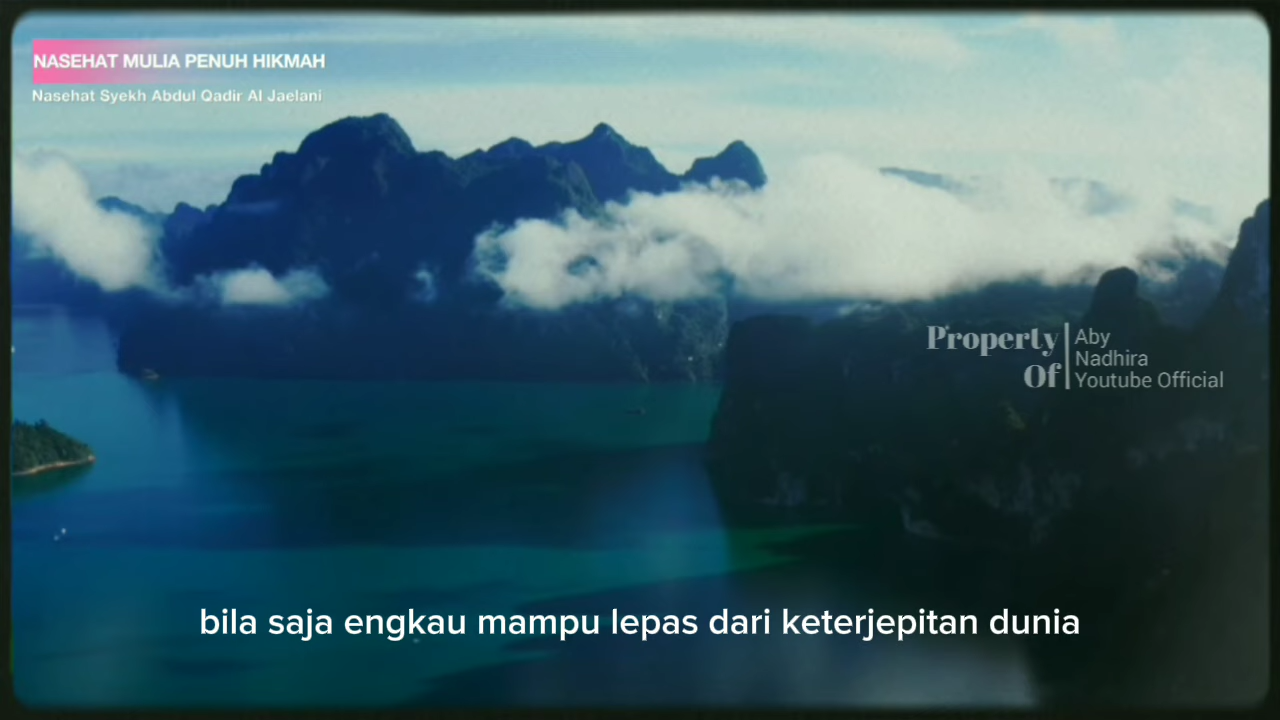 NASEHAT MULIA PENUH HIKMAH
Nasehat Syekh Abdul Qadir Al Jaelani
Property Of
Aby
Nadhira
Youtube Official
bila saja engkau mampu lepas dari keterjepitan dunia